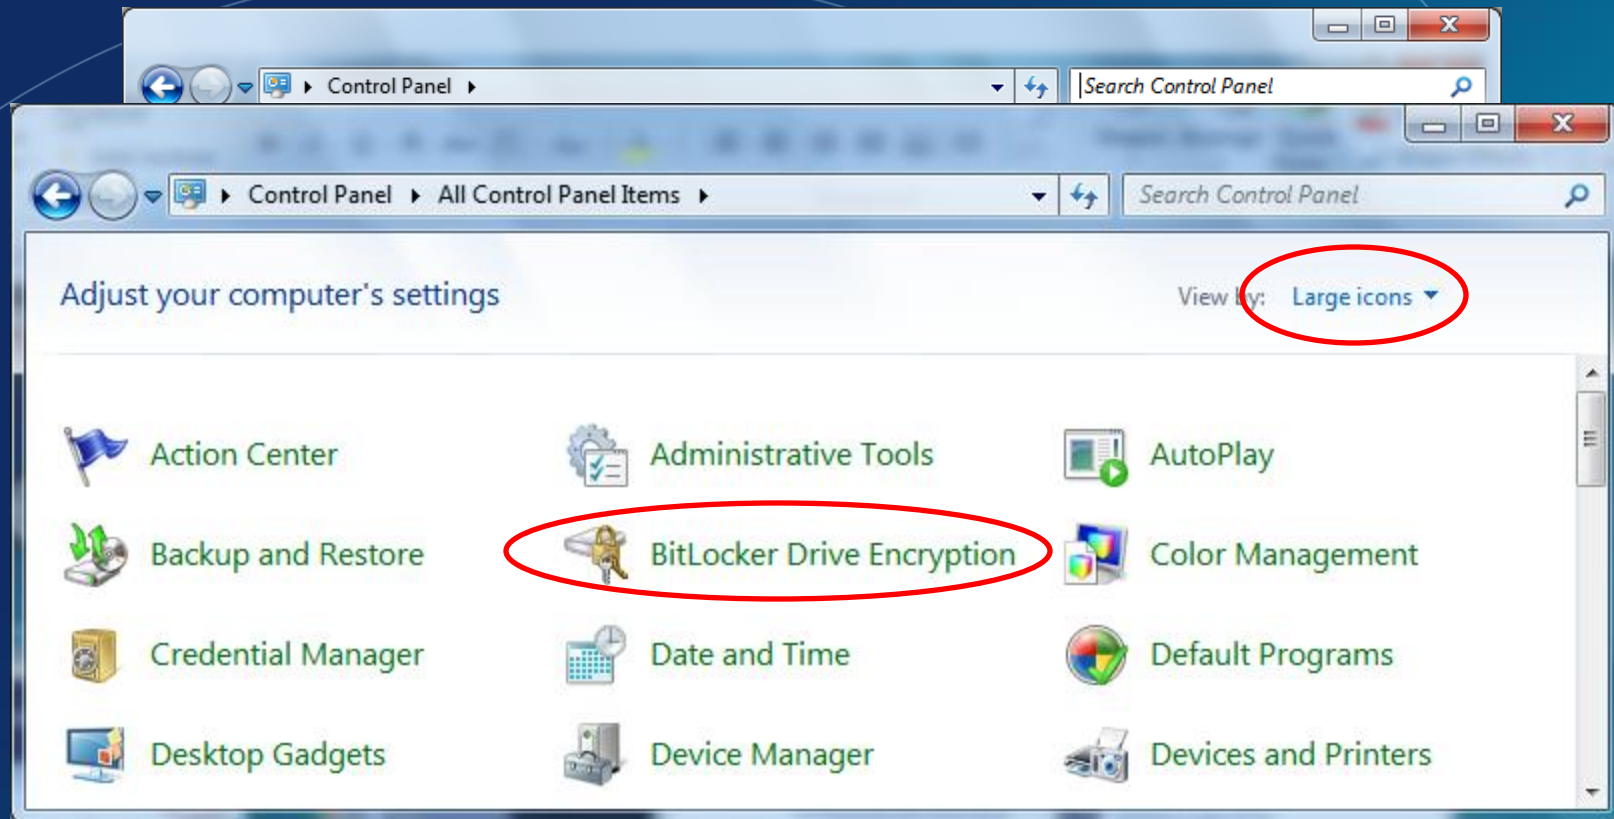 Control Panel
Search Control Panel
Control Panel All Control Panel Items
Search Control Panel
Adjust your computer's settings
View by: Large icons
Action Center
Administrative Tools
AutoPlay
Backup and Restore
BitLocker Drive Encryption
Color Management
Credential Manager
Date and Time
Default Programs
Desktop Gadgets
Device Manager
Devices and Printers